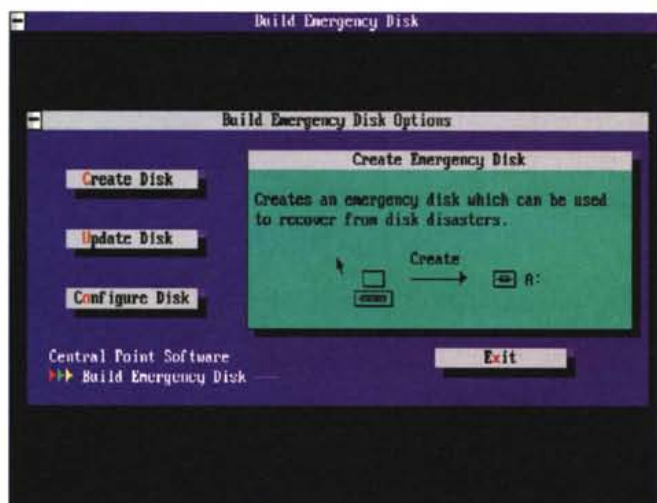 Build Emergency Disk
Build Emergency Disk Options
Create Disk
Update Disk
Configure Disk
Create Emergency Disk
Creates an emergency disk which can be used
to recover from disk disasters.
Create
A:
Central Point Software
Build Emergency Disk
Exit